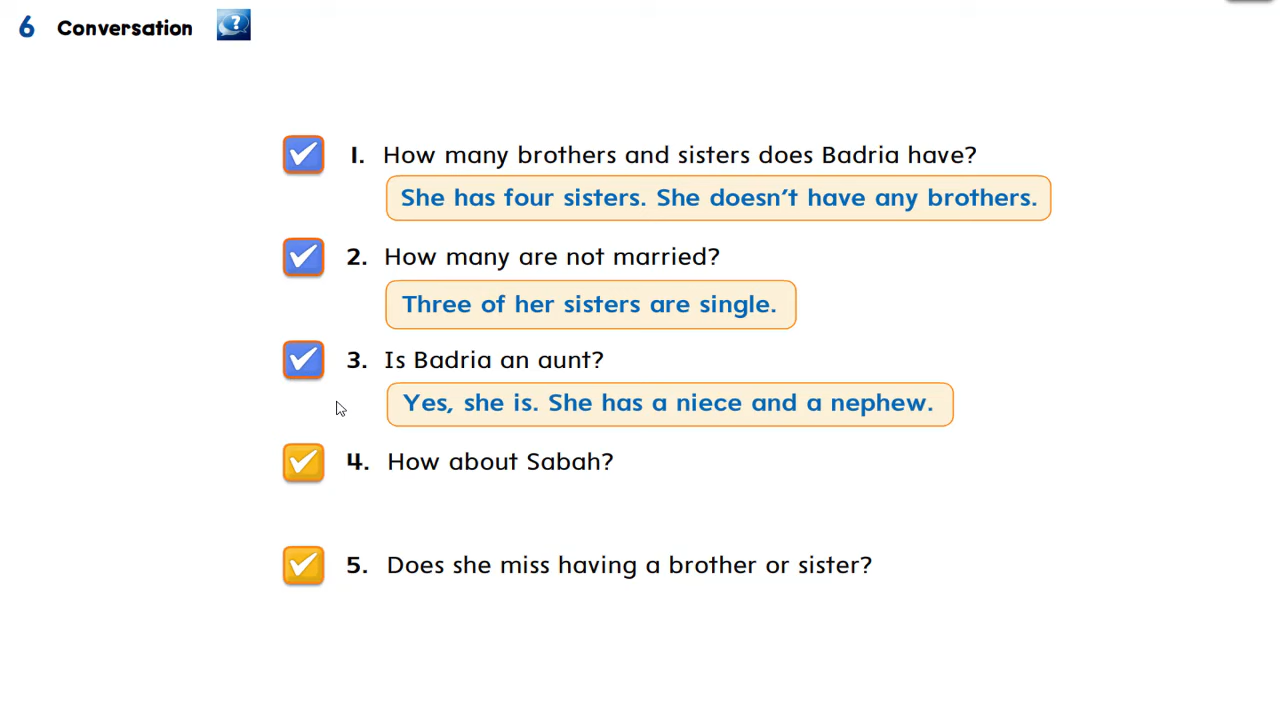 6 Conversation
1. How many brothers and sisters does Badria have?
She has four sisters. She doesn't have any brothers.
2. How many are not married?
Three of her sisters are single.
3. Is Badria an aunt?
Yes, she is. She has a niece and a nephew.
4. How about Sabah?
5. Does she miss having a brother or sister?